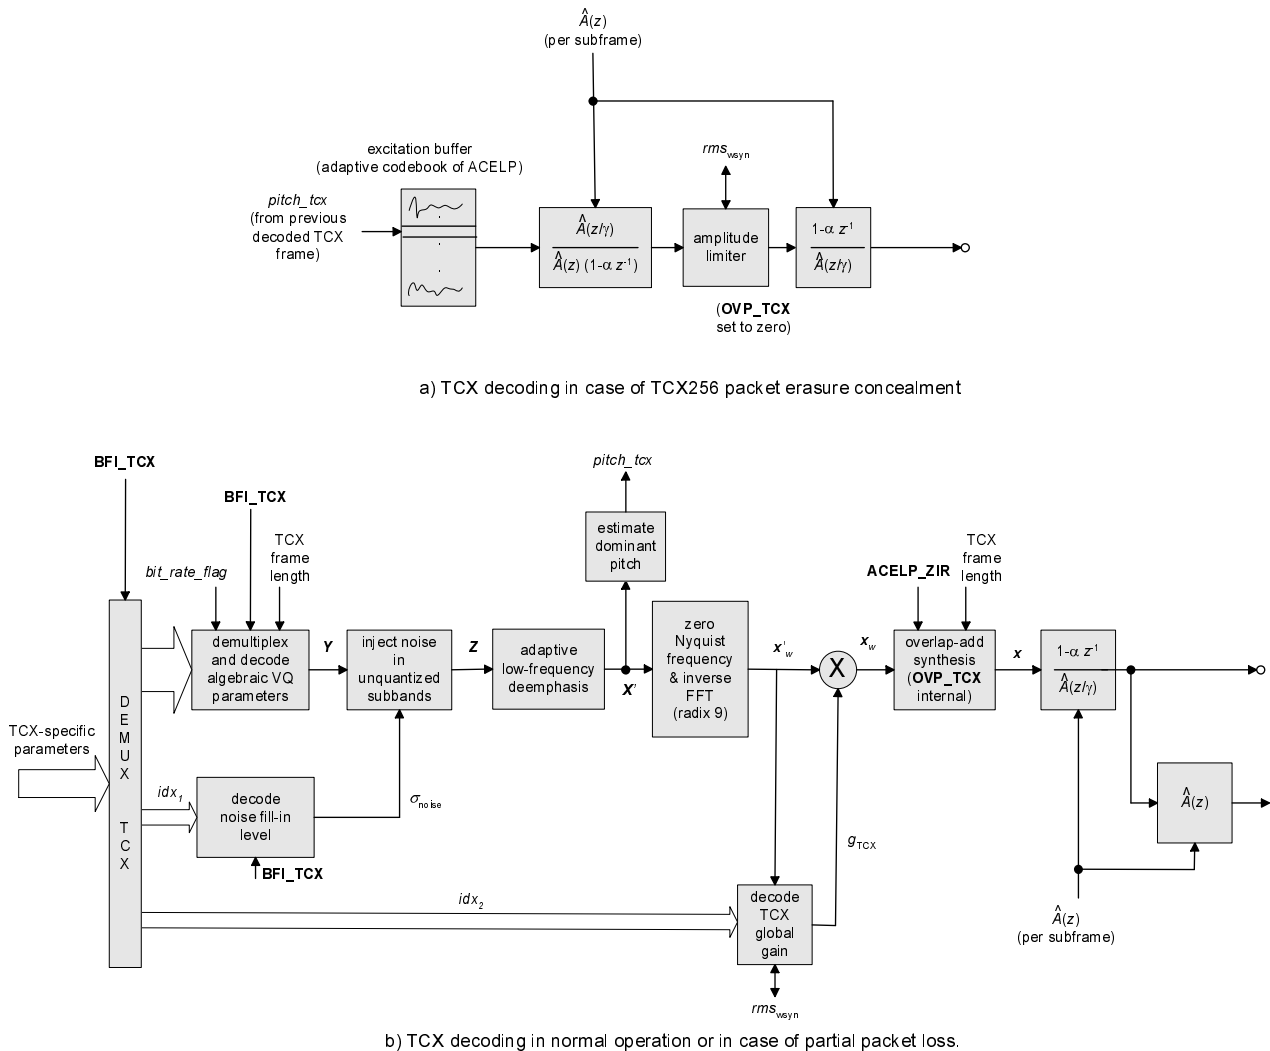 Â(z)
(per subframe)
excitation buffer
(adaptive codebook of ACELP)
rms_wsyn
pitch_tcx
(from previous
decoded TCX
frame)
Â(z/γ)
Â(z) (1-α z⁻¹)
amplitude
limiter
1-α z⁻¹
Â(z/γ)
(OVP_TCX
set to zero)
a) TCX decoding in case of TCX256 packet erasure concealment
BFI_TCX
pitch_tcx
BFI_TCX
estimate
dominant
pitch
TCX
frame
length
bit_rate_flag
TCX
frame
length
ACELP_ZIR
demultiplex
and decode
algebraic VQ
parameters
Y
inject noise
in
unquantized
subbands
Z
adaptive
low-frequency
deemphasis
X'
zero
Nyquist
frequency
& inverse
FFT
(radix 9)
x'_w
X
x_w
overlap-add
synthesis
(OVP_TCX
internal)
x
1-α z⁻¹
Â(z/γ)
DEMUX TCX
TCX-specific
parameters
idx₁
decode
noise fill-in
level
σ_noise
BFI_TCX
Â(z)
g_TCX
idx₂
decode
TCX
global
gain
Â(z)
(per subframe)
rms_wsyn
b) TCX decoding in normal operation or in case of partial packet loss.